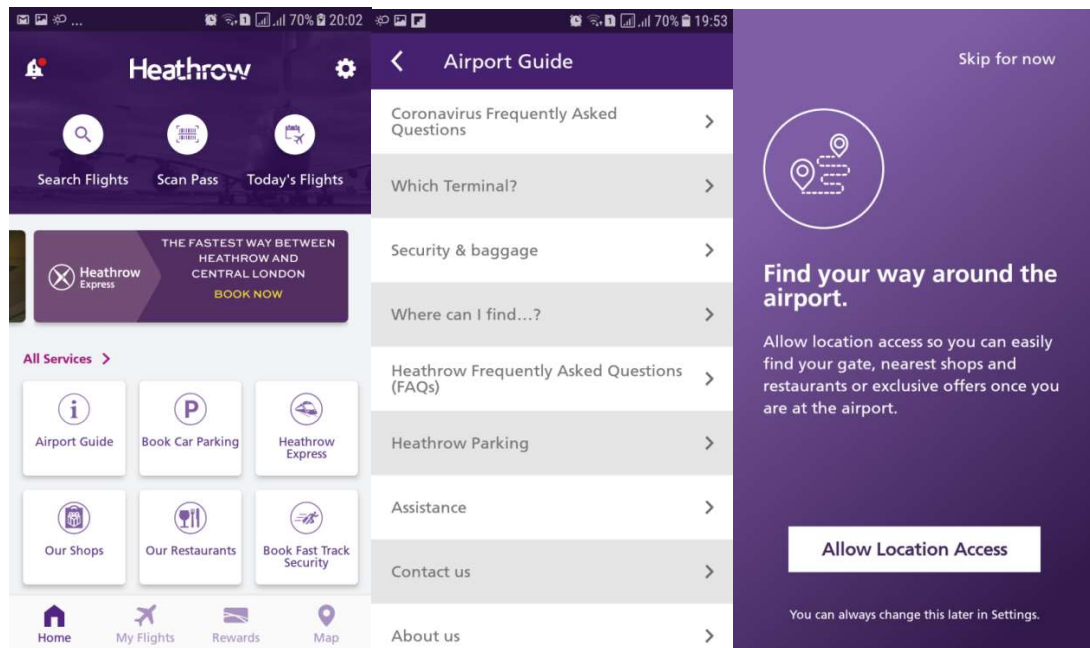 ... 70% 20:02
Heathrow
Search Flights Scan Pass Today's Flights
Heathrow
Express
THE FASTEST WAY BETWEEN
HEATHROW AND
CENTRAL LONDON
BOOK NOW
All Services >
Airport Guide
Book Car Parking
Heathrow
Express
Our Shops
Our Restaurants
Book Fast Track
Security
Home My Flights Rewards Map
70% 19:53
Airport Guide
Coronavirus Frequently Asked
Questions
Which Terminal?
Security & baggage
Where can I find...?
Heathrow Frequently Asked Questions
(FAQs)
Heathrow Parking
Assistance
Contact us
About us
Skip for now
Find your way around the
airport.
Allow location access so you can easily
find your gate, nearest shops and
restaurants or exclusive offers once you
are at the airport.
Allow Location Access
You can always change this later in Settings.